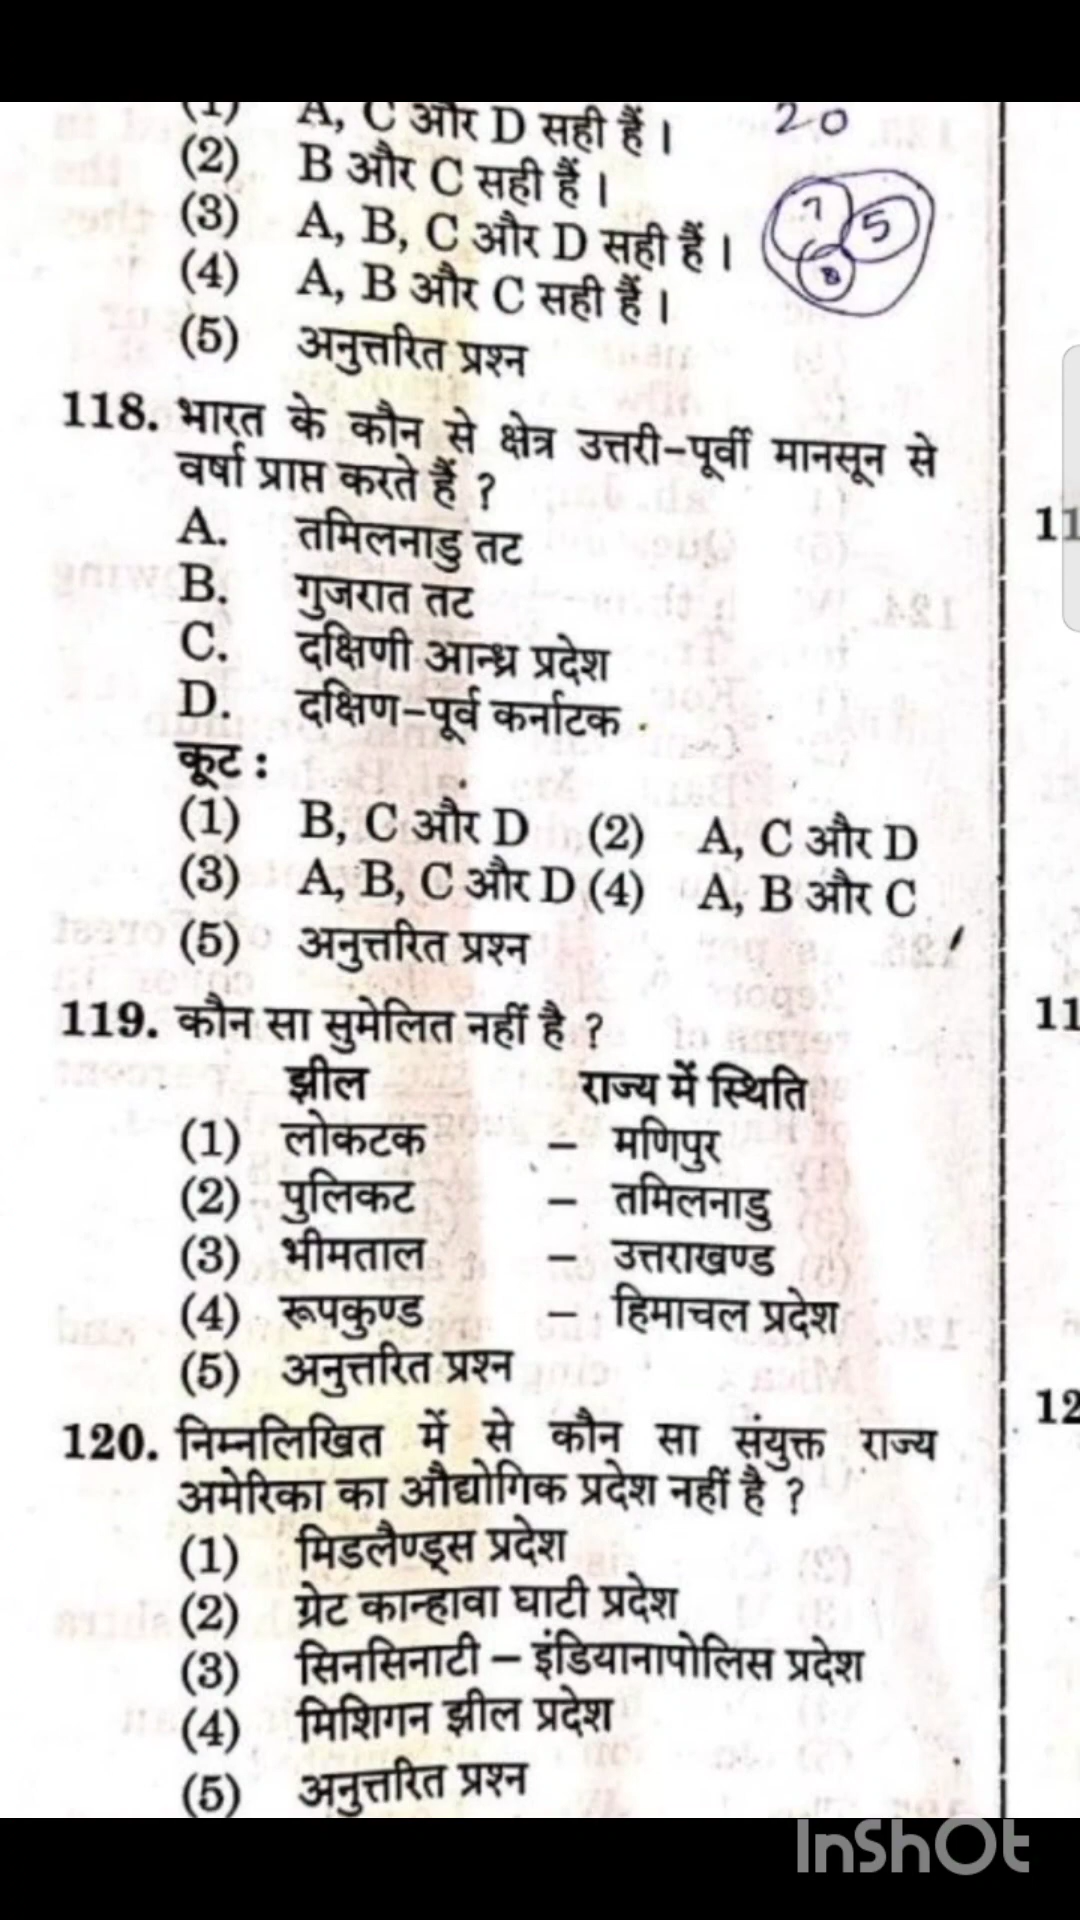 (1) A, C और D सही हैं ।
20
(2) B और C सही हैं ।
(3) A, B, C और D सही हैं ।
7 5
8
(4) A, B और C सही हैं ।
(5) अनुत्तरित प्रश्न
118. भारत के कौन से क्षेत्र उत्तरी-पूर्वी मानसून से
वर्षा प्राप्त करते हैं ?
A. तमिलनाडु तट
B. गुजरात तट
C. दक्षिणी आन्ध्र प्रदेश
D. दक्षिण-पूर्व कर्नाटक
कूट :
(1) B, C और D (2) A, C और D
(3) A, B, C और D (4) A, B और C
(5) अनुत्तरित प्रश्न
119. कौन सा सुमेलित नहीं है ?
झील राज्य में स्थिति
(1) लोकटक – मणिपुर
(2) पुलिकट – तमिलनाडु
(3) भीमताल – उत्तराखण्ड
(4) रूपकुण्ड – हिमाचल प्रदेश
(5) अनुत्तरित प्रश्न
120. निम्नलिखित में से कौन सा संयुक्त राज्य
अमेरिका का औद्योगिक प्रदेश नहीं है ?
(1) मिडलैण्ड्स प्रदेश
(2) ग्रेट कान्हावा घाटी प्रदेश
(3) सिनसिनाटी – इंडियानापोलिस प्रदेश
(4) मिशिगन झील प्रदेश
(5) अनुत्तरित प्रश्न
11
11
12
InShOt